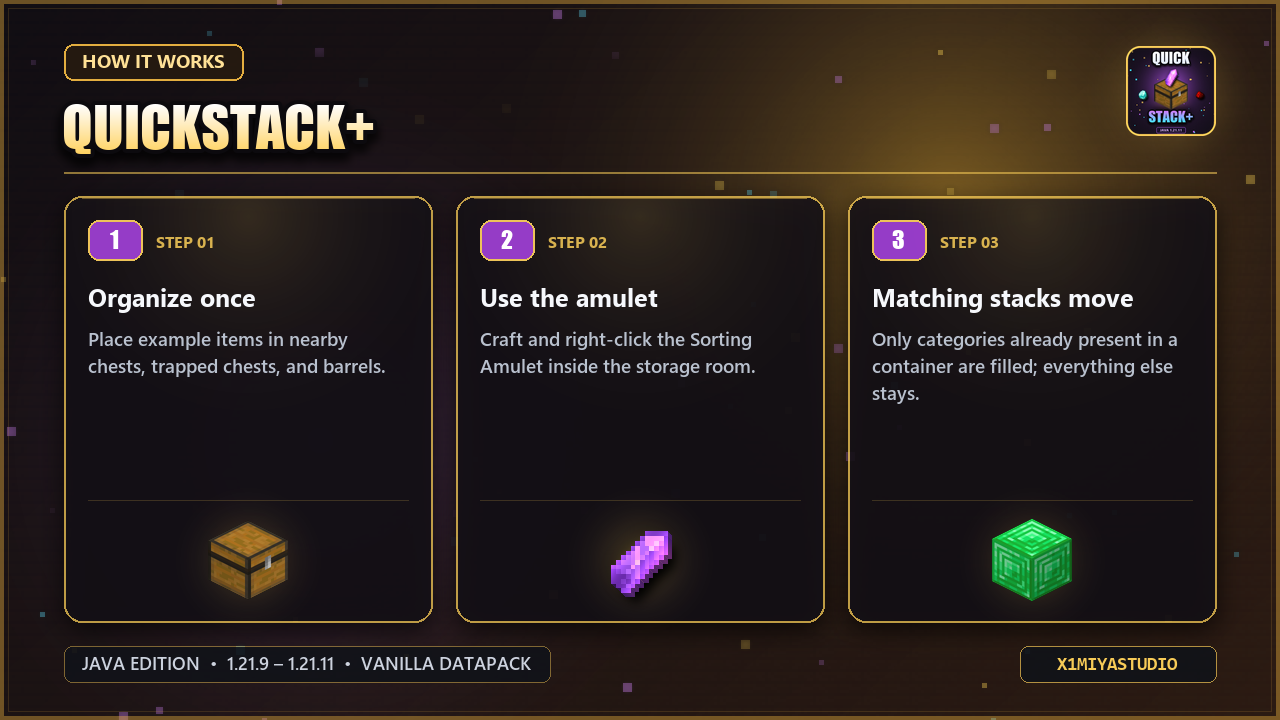 HOW IT WORKS
QUICKSTACK+
QUICK
STACK+
1
STEP 01
Organize once
Place example items in nearby
chests, trapped chests, and barrels.
2
STEP 02
Use the amulet
Craft and right-click the Sorting
Amulet inside the storage room.
3
STEP 03
Matching stacks move
Only categories already present in a
container are filled; everything else
stays.
JAVA EDITION • 1.21.9 – 1.21.11 • VANILLA DATAPACK
X1MIYASTUDIO